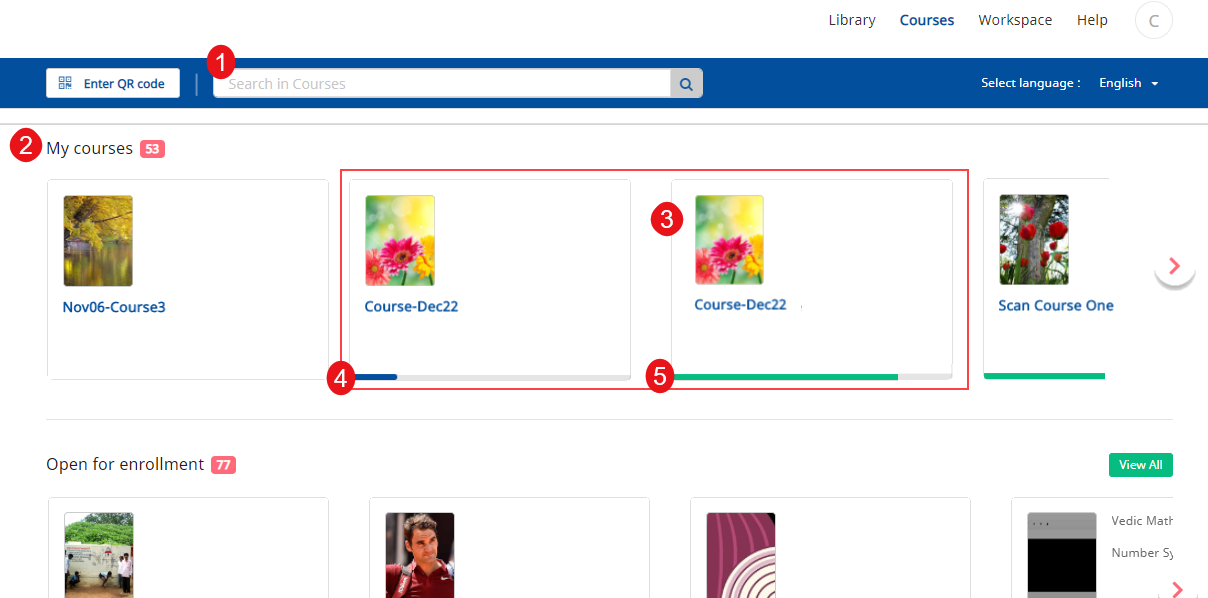 Library Courses Workspace Help C
1
Enter QR code Search in Courses Select language : English
2 My courses 53
3
Nov06-Course3 Course-Dec22 Course-Dec22 Scan Course One
4 5
Open for enrollment 77 View All
Vedic Math
Number Sy